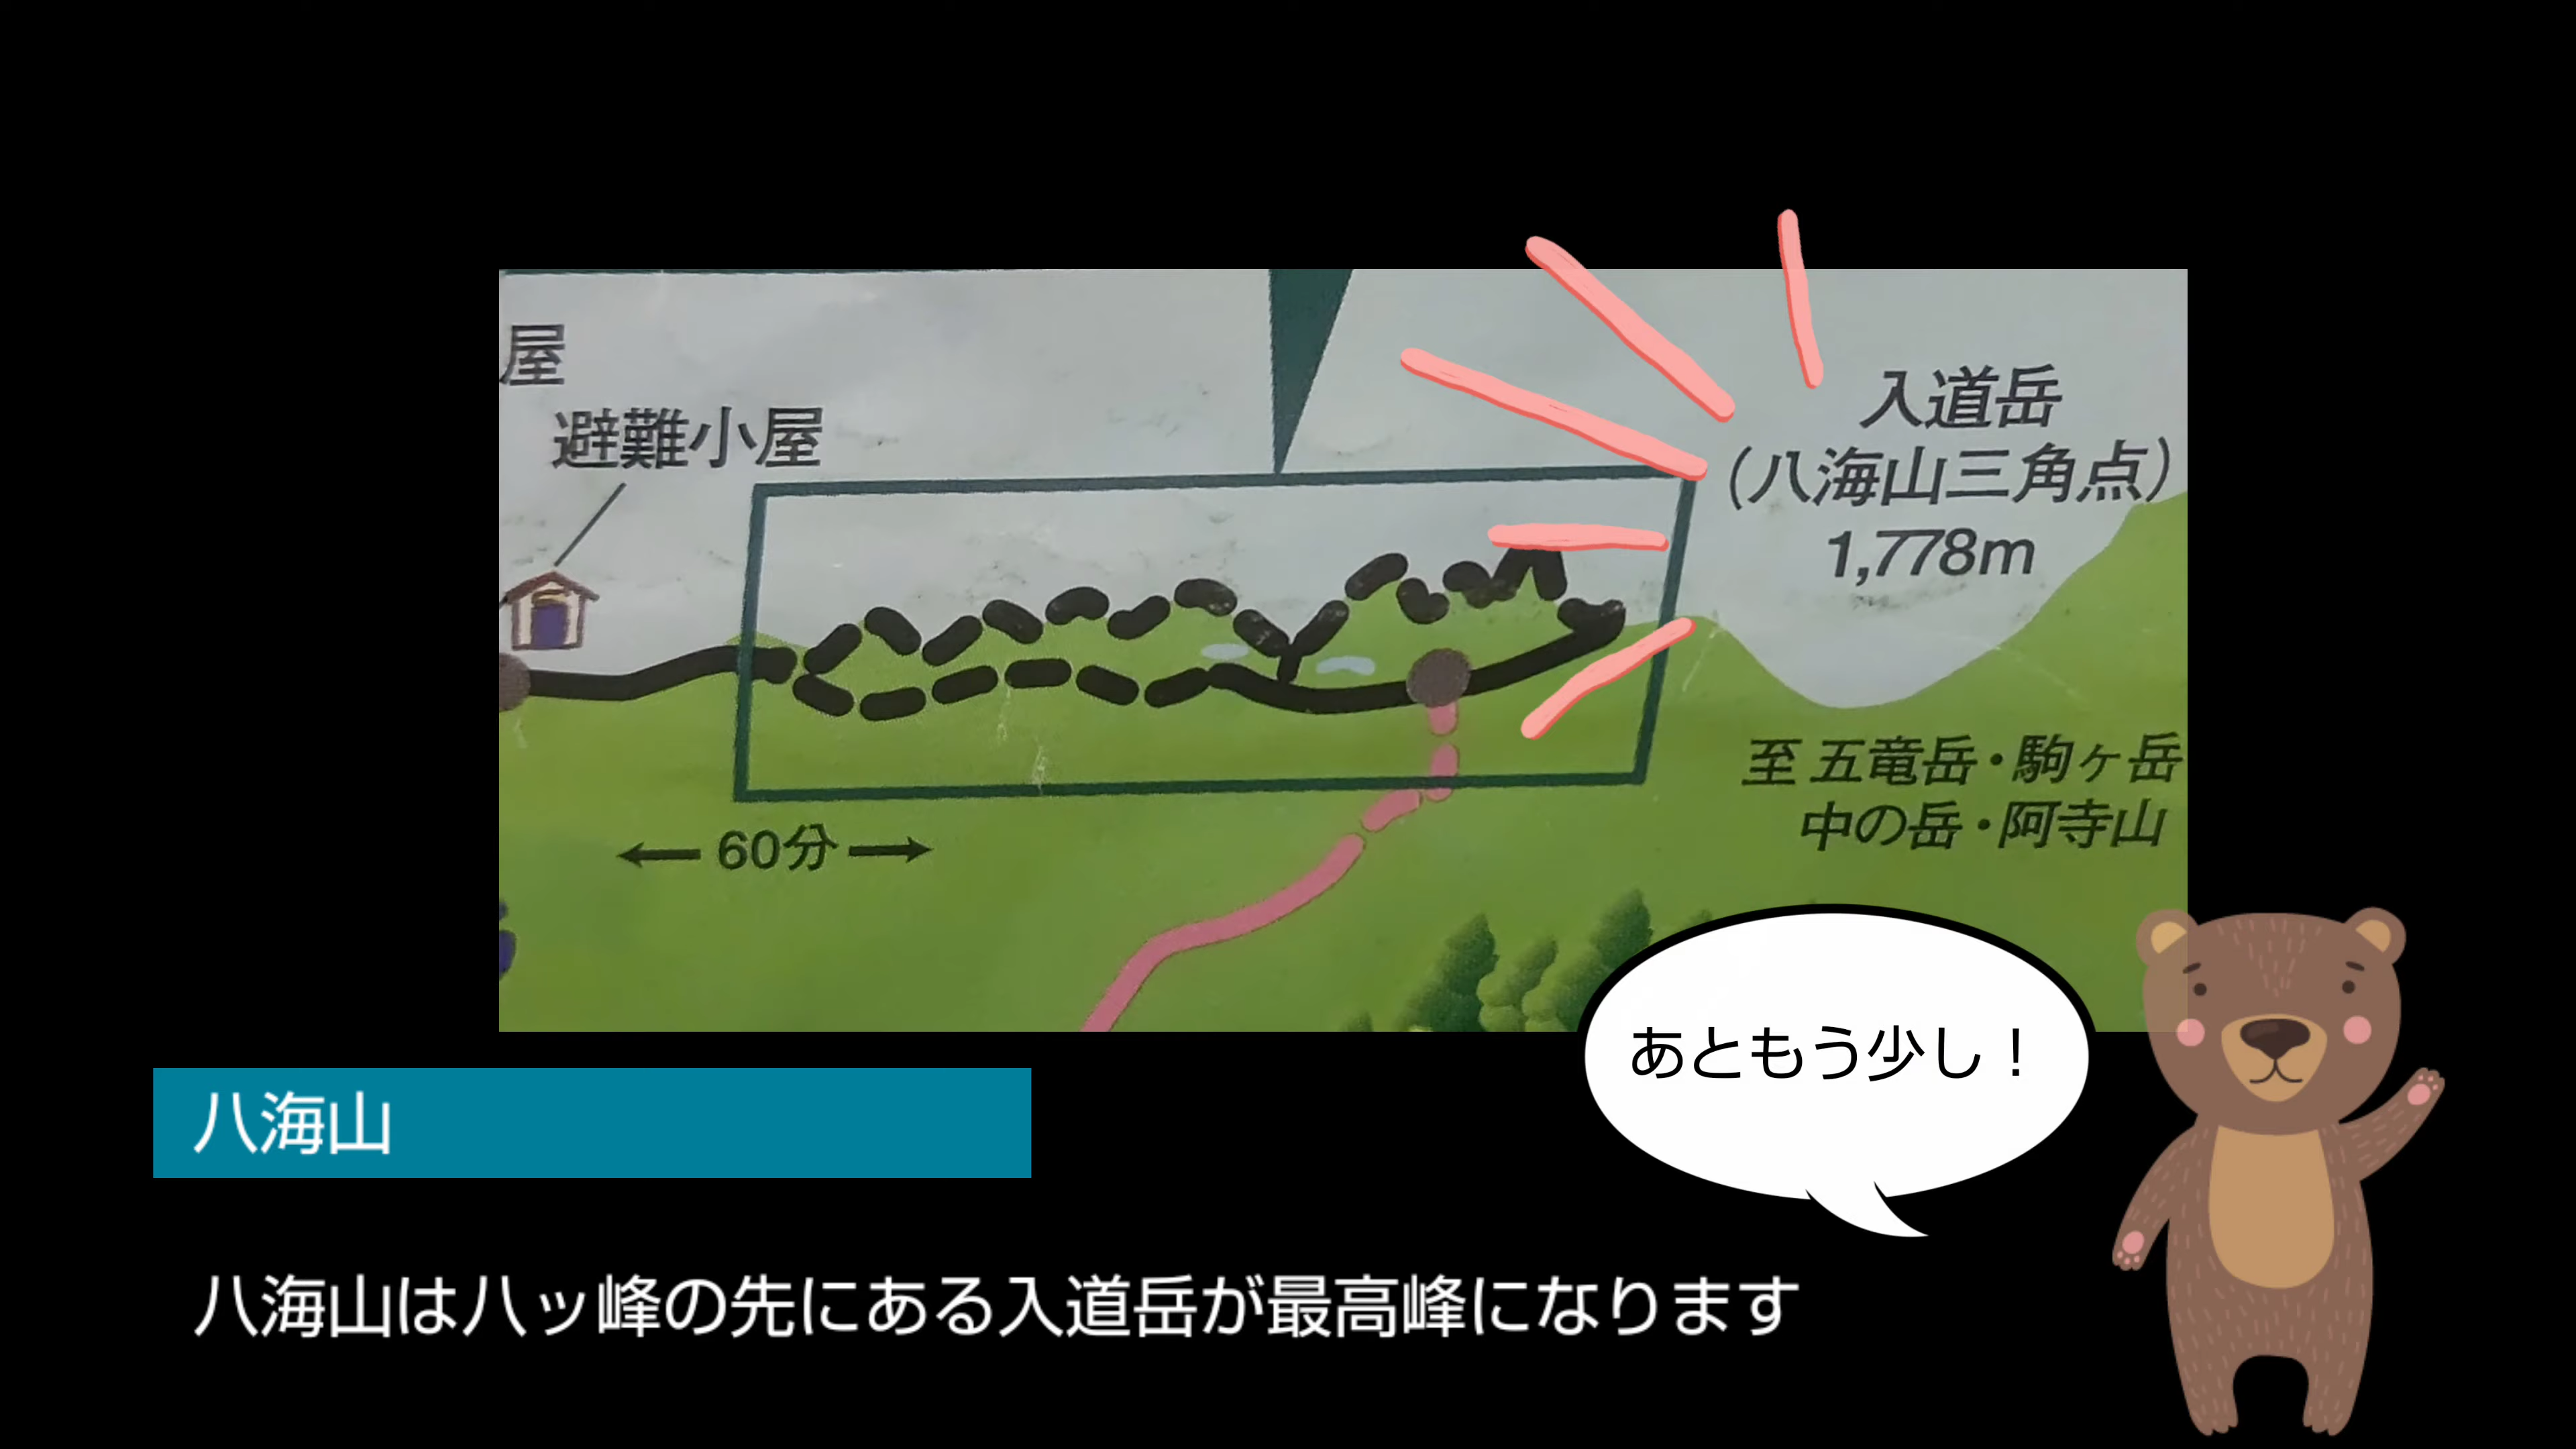 屋
避難小屋
入道岳
(八海山三角点)
1,778m
至 五竜岳・駒ヶ岳
中の岳・阿寺山
← 60分 →
あともう少し！
八海山
八海山は八ッ峰の先にある入道岳が最高峰になります